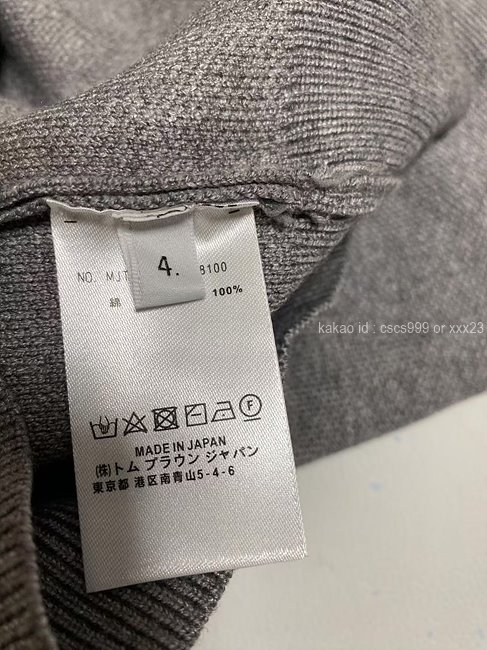 4.
NO. MJT 8100
綿 100%
kakao id : cscs999 or xxx23
F
MADE IN JAPAN
(株)トム ブラウン ジャパン
東京都 港区南青山5-4-6